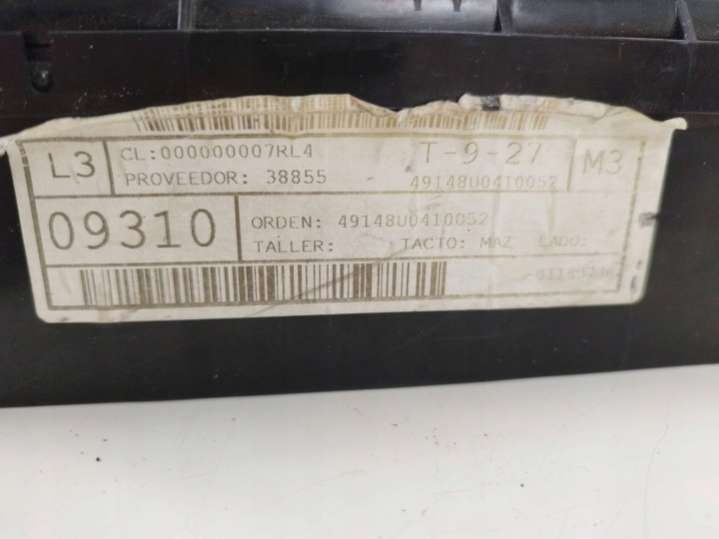 L3 CL:000000007RL4 T-9-27 M3
PROVEEDOR: 38855 49148U0410052
09310 ORDEN: 49148U0410052
TALLER: TACTO: MAZ LADO: